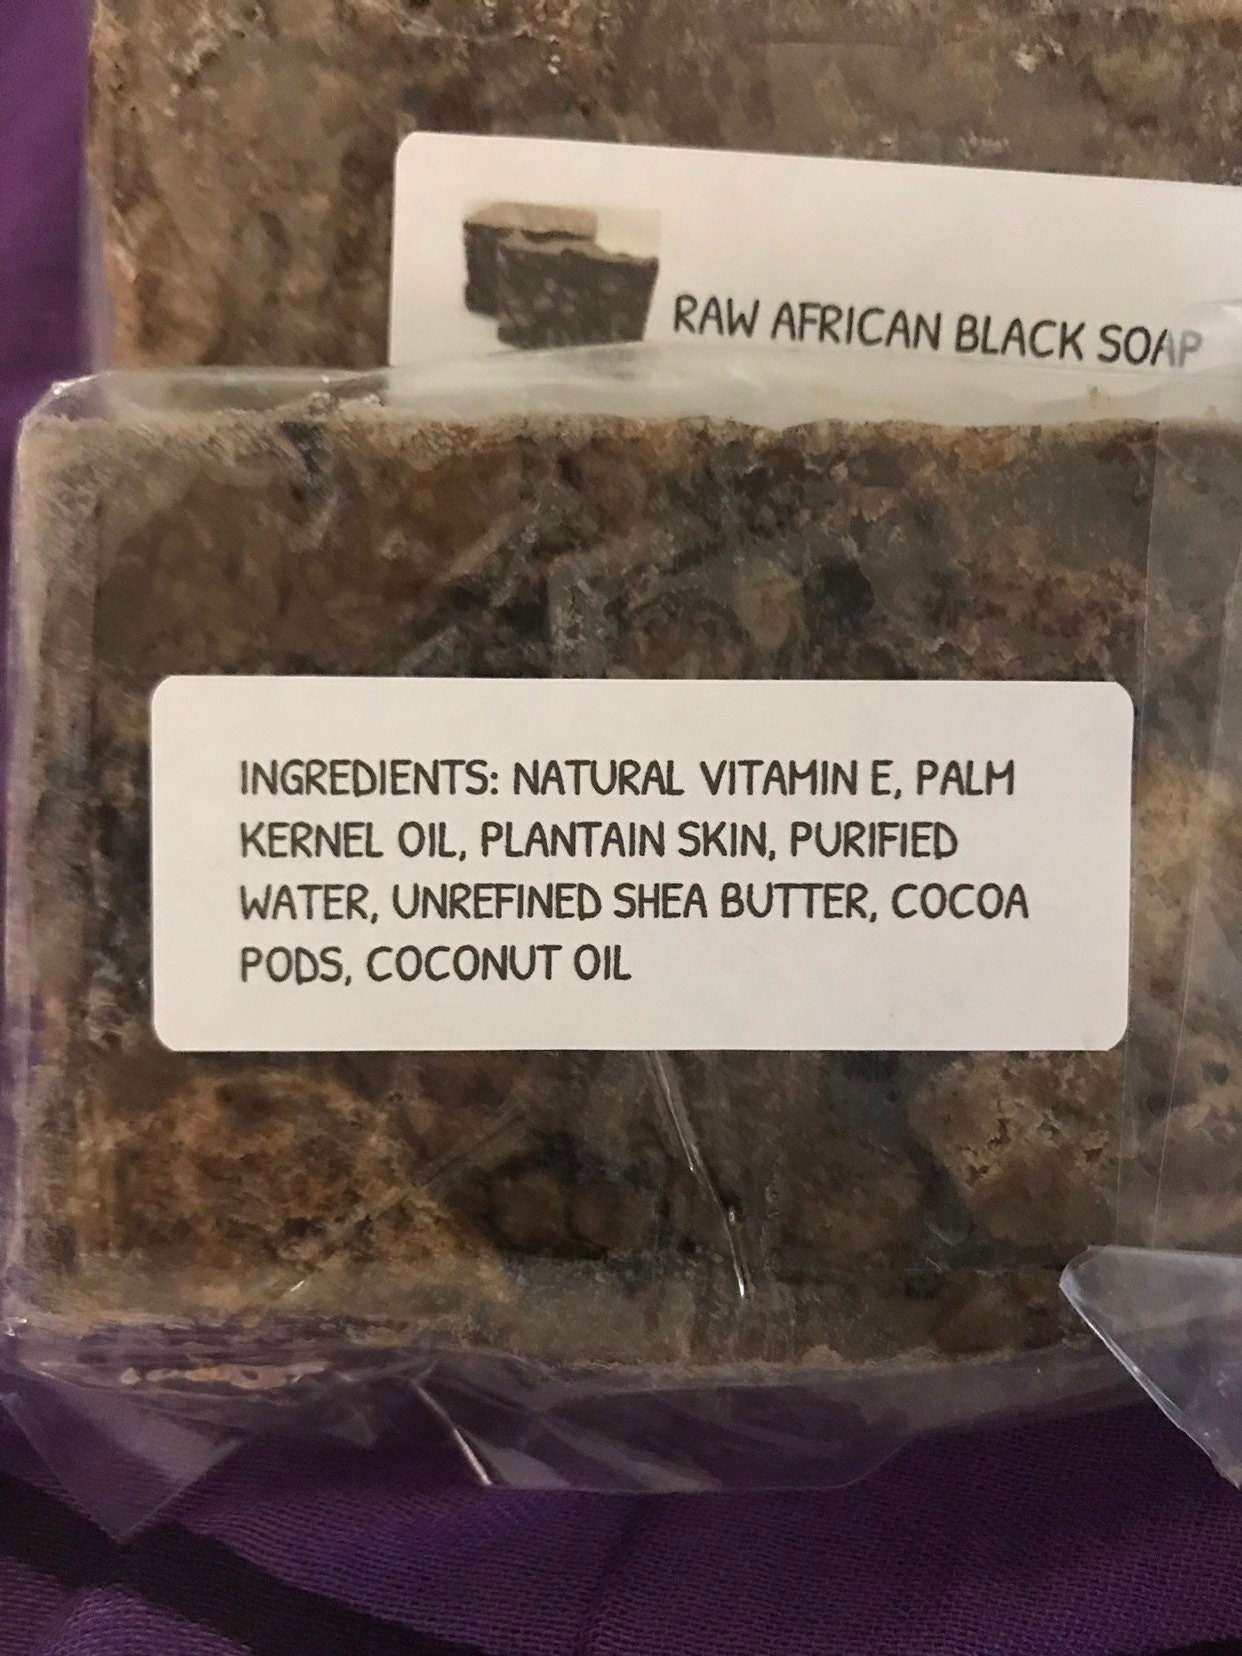 RAW AFRICAN BLACK SOAP
INGREDIENTS: NATURAL VITAMIN E, PALM
KERNEL OIL, PLANTAIN SKIN, PURIFIED
WATER, UNREFINED SHEA BUTTER, COCOA
PODS, COCONUT OIL